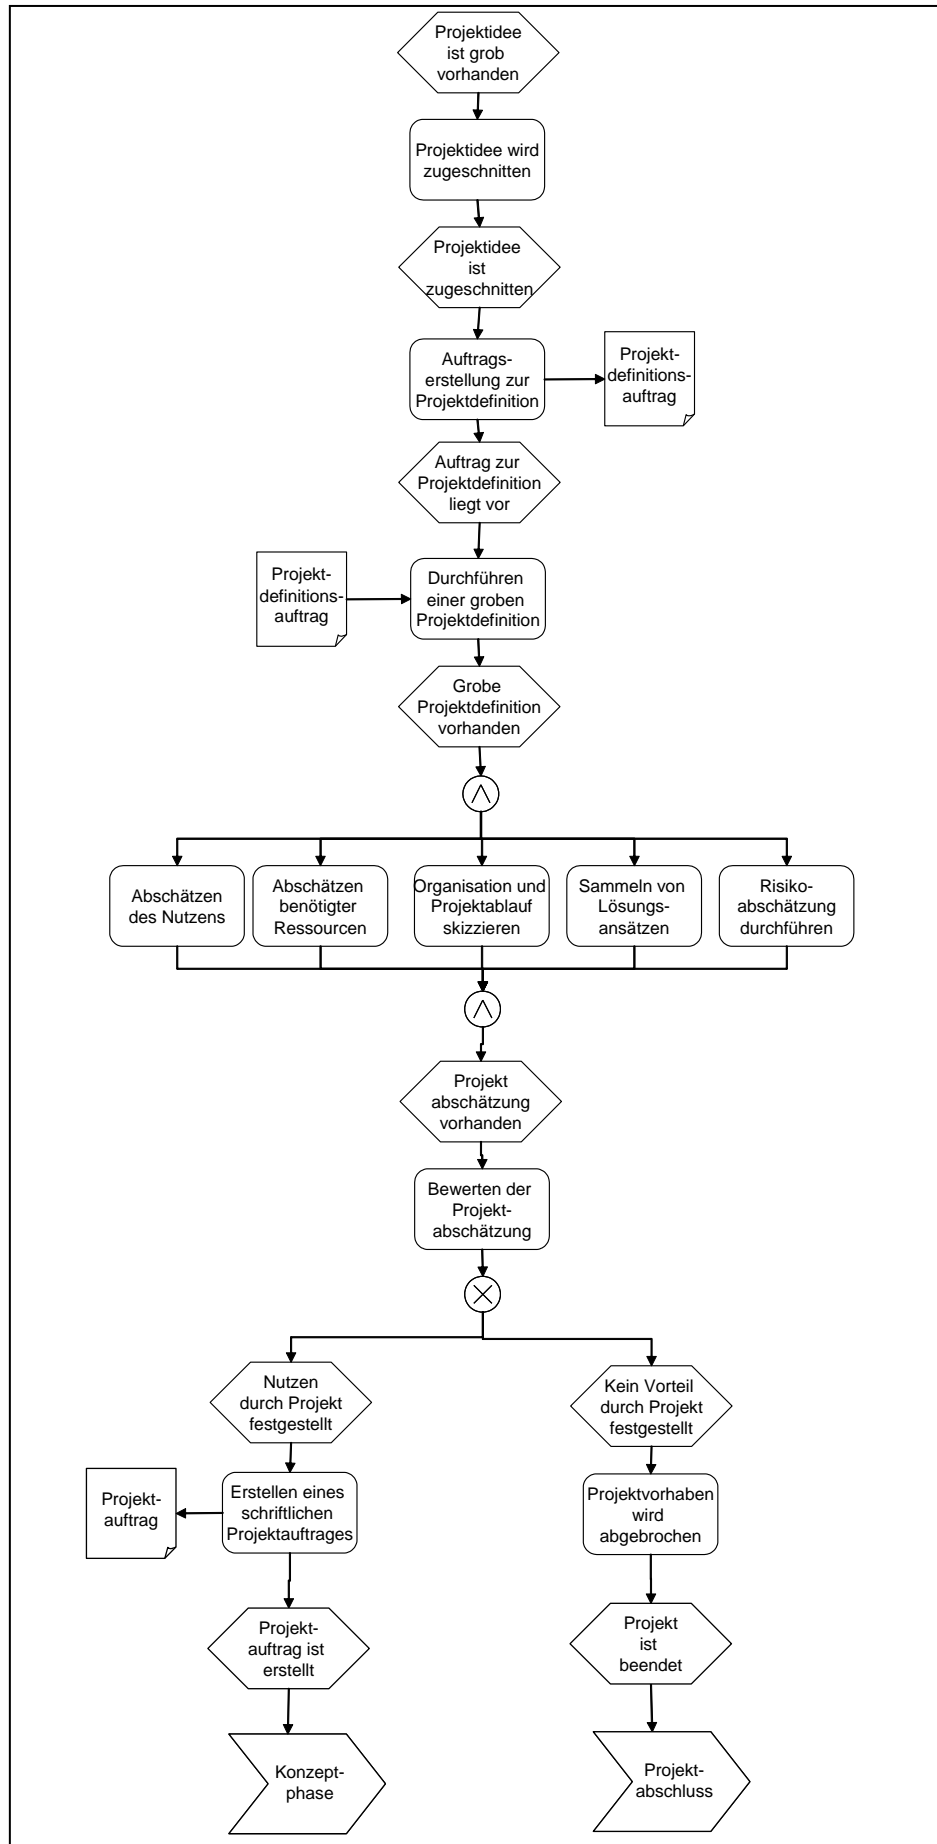 Projektidee
ist grob
vorhanden
Projektidee wird
zugeschnitten
Projektidee
ist
zugeschnitten
Auftrags-
erstellung zur
Projektdefinition
Projekt-
definitions-
auftrag
Auftrag zur
Projektdefinition
liegt vor
Projekt-
definitions-
auftrag
Durchführen
einer groben
Projektdefinition
Grobe
Projektdefinition
vorhanden
Abschätzen
des Nutzens
Abschätzen
benötigter
Ressourcen
Organisation und
Projektablauf
skizzieren
Sammeln von
Lösungs-
ansätzen
Risiko-
abschätzung
durchführen
Projekt
abschätzung
vorhanden
Bewerten der
Projekt-
abschätzung
Nutzen
durch Projekt
festgestellt
Kein Vorteil
durch Projekt
festgestellt
Projekt-
auftrag
Erstellen eines
schriftlichen
Projektauftrages
Projektvorhaben
wird
abgebrochen
Projekt-
auftrag ist
erstellt
Projekt
ist
beendet
Konzept-
phase
Projekt-
abschluss